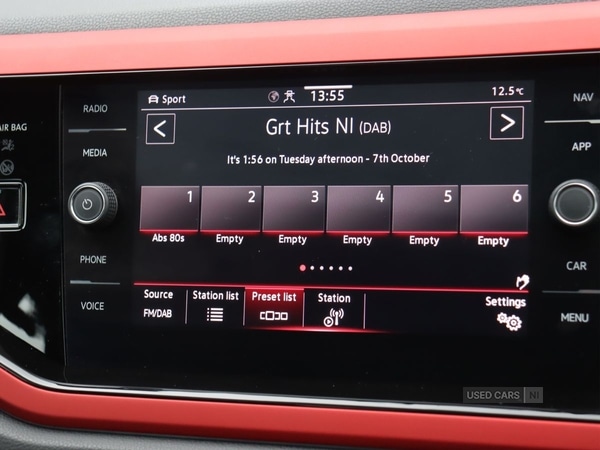 RADIO
MEDIA
PHONE
VOICE
AIR BAG
Sport
13:55
12.5°C
Grt Hits NI (DAB)
It's 1:56 on Tuesday afternoon - 7th October
1 2 3 4 5 6
Abs 80s Empty Empty Empty Empty Empty
Source Station list Preset list Station Settings
FM/DAB
NAV
APP
CAR
MENU
USED CARS NI